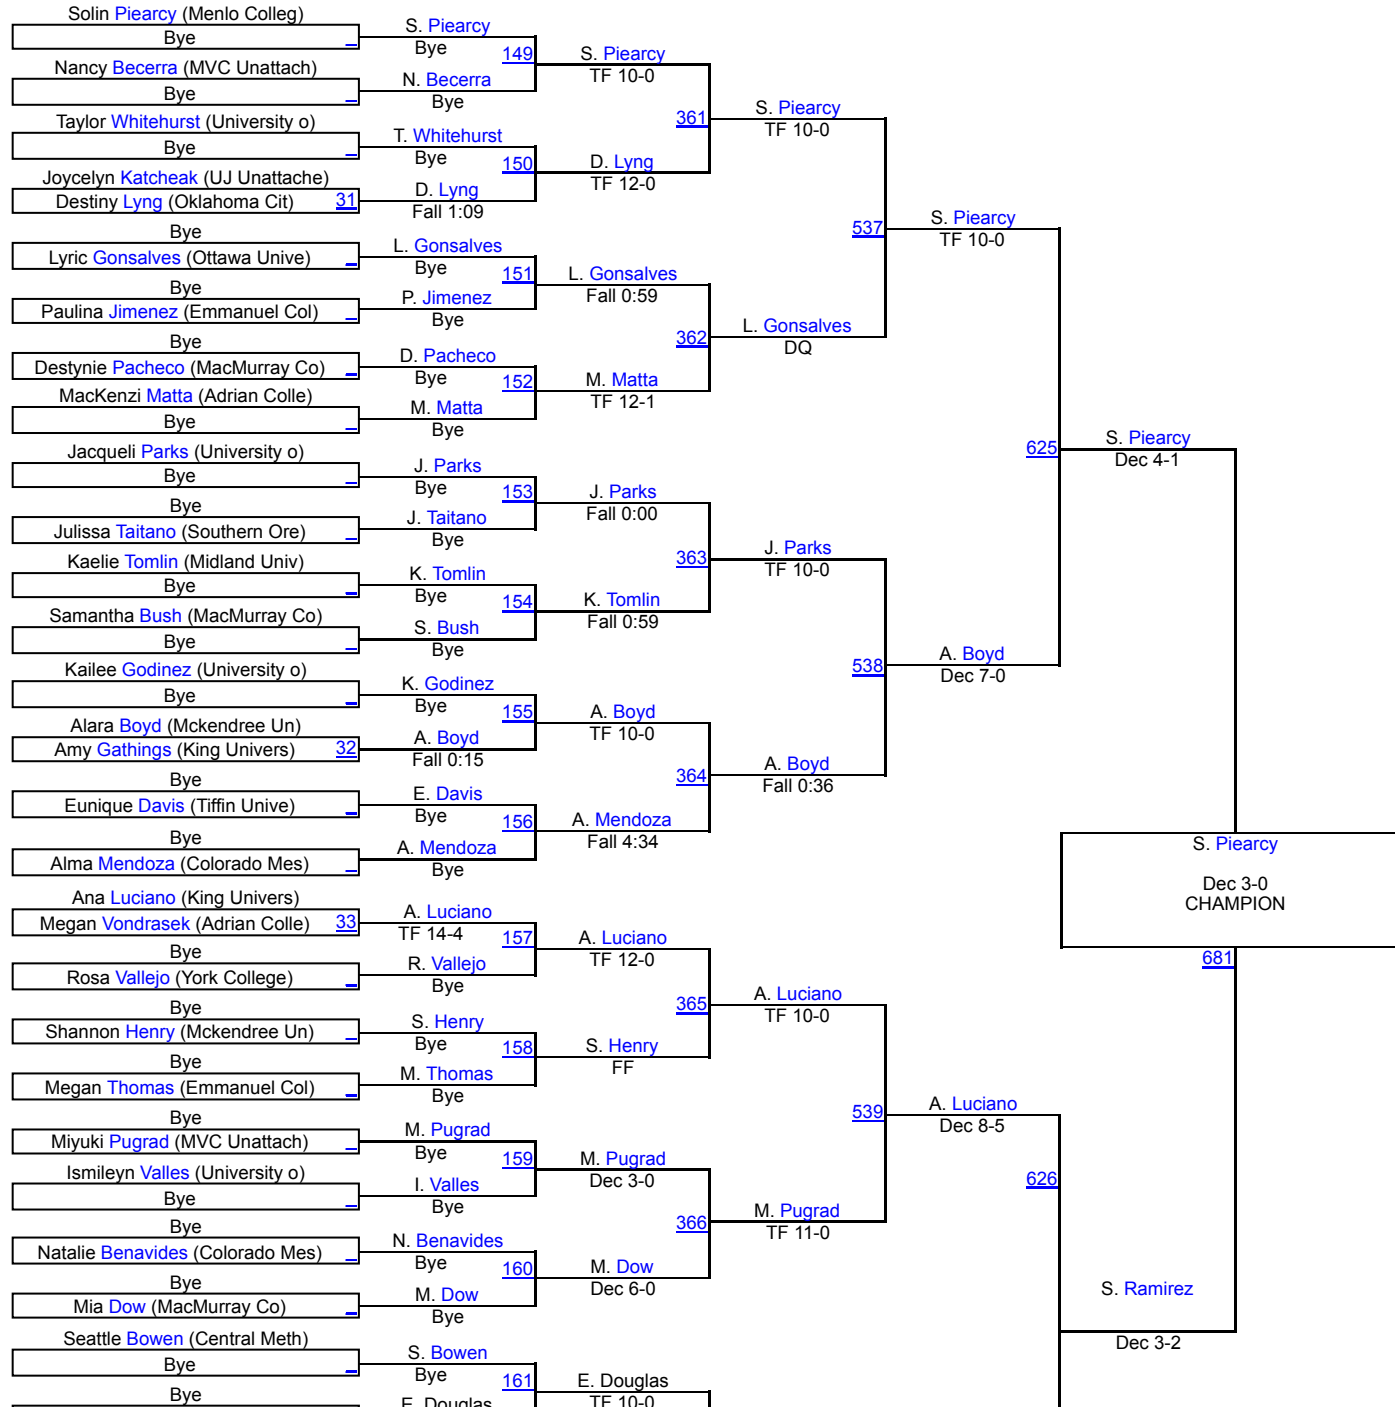 Solin Piearcy (Menlo Colleg)
Bye
Nancy Becerra (MVC Unattach)
Bye
Taylor Whitehurst (University o)
Bye
Joycelyn Katcheak (UJ Unattache)
Destiny Lyng (Oklahoma Cit) 31
Bye
Lyric Gonsalves (Ottawa Unive)
Bye
Paulina Jimenez (Emmanuel Col)
Bye
Destynie Pacheco (MacMurray Co)
MacKenzi Matta (Adrian Colle)
Bye
Jacqueli Parks (University o)
Bye
Bye
Julissa Taitano (Southern Ore)
Kaelie Tomlin (Midland Univ)
Bye
Samantha Bush (MacMurray Co)
Bye
Kailee Godinez (University o)
Bye
Alara Boyd (Mckendree Un)
Amy Gathings (King Univers) 32
Bye
Eunique Davis (Tiffin Unive)
Bye
Alma Mendoza (Colorado Mes)
Ana Luciano (King Univers)
Megan Vondrasek (Adrian Colle) 33
Bye
Rosa Vallejo (York College)
Bye
Shannon Henry (Mckendree Un)
Bye
Megan Thomas (Emmanuel Col)
Bye
Miyuki Pugrad (MVC Unattach)
Ismileyn Valles (University o)
Bye
Bye
Natalie Benavides (Colorado Mes)
Bye
Mia Dow (MacMurray Co)
Seattle Bowen (Central Meth)
Bye
Bye
S. Piearcy
Bye
149
N. Becerra
Bye
T. Whitehurst
Bye
150
D. Lyng
Fall 1:09
L. Gonsalves
Bye
151
P. Jimenez
Bye
D. Pacheco
Bye
152
M. Matta
Bye
J. Parks
Bye
153
J. Taitano
Bye
K. Tomlin
Bye
154
S. Bush
Bye
K. Godinez
Bye
155
A. Boyd
Fall 0:15
E. Davis
Bye
156
A. Mendoza
Bye
A. Luciano
TF 14-4
157
R. Vallejo
Bye
S. Henry
Bye
158
M. Thomas
Bye
M. Pugrad
Bye
159
I. Valles
Bye
N. Benavides
Bye
160
M. Dow
Bye
S. Bowen
Bye
161
E. Douglas
S. Piearcy
TF 10-0
361
D. Lyng
TF 12-0
L. Gonsalves
Fall 0:59
362
M. Matta
TF 12-1
J. Parks
Fall 0:00
363
K. Tomlin
Fall 0:59
A. Boyd
TF 10-0
364
A. Mendoza
Fall 4:34
A. Luciano
TF 12-0
365
S. Henry
FF
M. Pugrad
Dec 3-0
366
M. Dow
Dec 6-0
E. Douglas
TF 10-0
S. Piearcy
TF 10-0
537
L. Gonsalves
DQ
J. Parks
TF 10-0
538
A. Boyd
Fall 0:36
A. Luciano
TF 10-0
539
M. Pugrad
TF 11-0
S. Piearcy
TF 10-0
625
A. Boyd
Dec 7-0
A. Luciano
Dec 8-5
626
S. Piearcy
Dec 4-1
S. Piearcy
Dec 3-0
CHAMPION
681
S. Ramirez
Dec 3-2